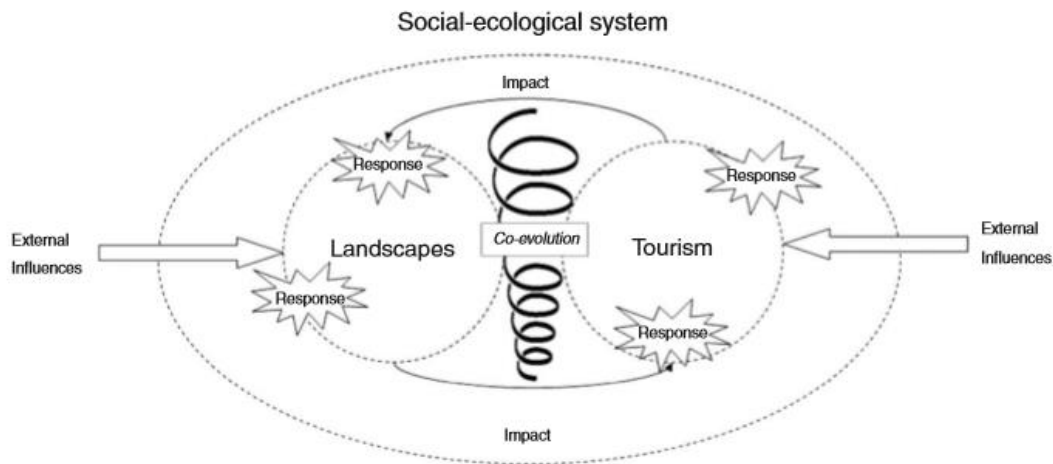 Social-ecological system
Impact
Response
Response
External
Influences
Landscapes
Co-evolution
Tourism
External
Influences
Response
Response
Impact